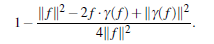 1 − (‖f‖² − 2f · γ(f) + ‖γ(f)‖²) / (4‖f‖²).